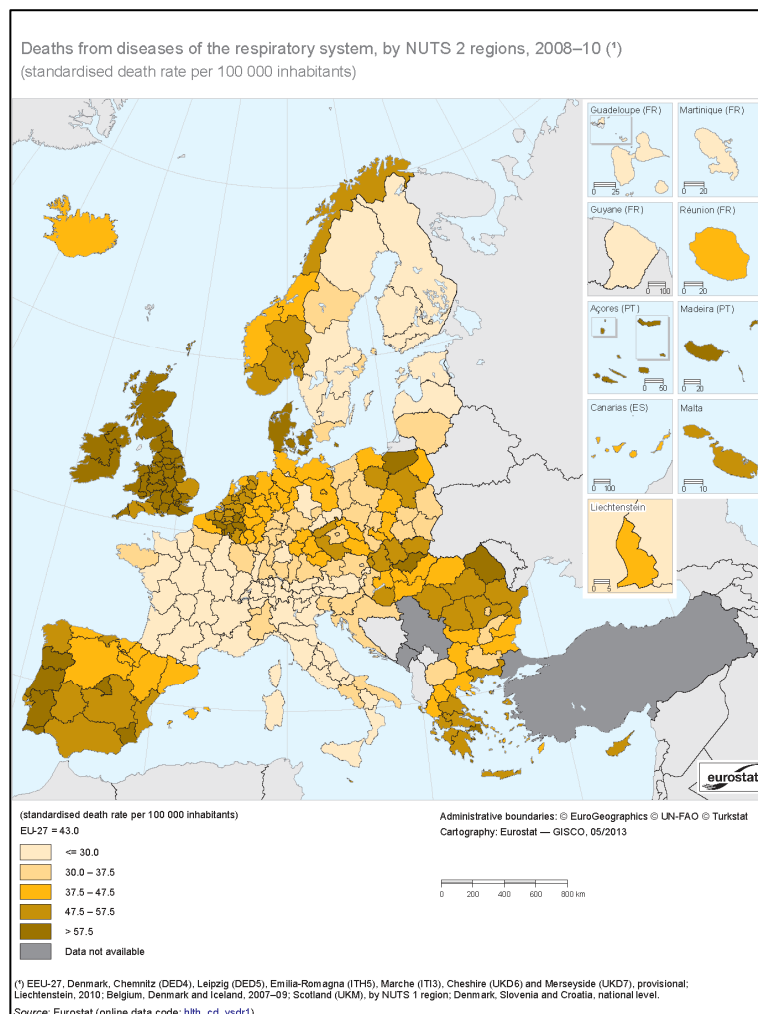 Deaths from diseases of the respiratory system, by NUTS 2 regions, 2008–10 (¹)
(standardised death rate per 100 000 inhabitants)
Guadeloupe (FR)
0 25
Martinique (FR)
0 20
Guyane (FR)
0 100
Réunion (FR)
0 20
Açores (PT)
0 50
Madeira (PT)
0 20
Canarias (ES)
0 100
Malta
0 10
Liechtenstein
0 5
eurostat
(standardised death rate per 100 000 inhabitants)
EU-27 = 43.0
<= 30.0
30.0 – 37.5
37.5 – 47.5
47.5 – 57.5
> 57.5
Data not available
Administrative boundaries: © EuroGeographics © UN-FAO © Turkstat
Cartography: Eurostat — GISCO, 05/2013
0 200 400 600 800 km
(¹) EEU-27, Denmark, Chemnitz (DED4), Leipzig (DED5), Emilia-Romagna (ITH5), Marche (ITI3), Cheshire (UKD6) and Merseyside (UKD7), provisional;
Liechtenstein, 2010; Belgium, Denmark and Iceland, 2007–09; Scotland (UKM), by NUTS 1 region; Denmark, Slovenia and Croatia, national level.
Source: Eurostat (online data code: hlth_cd_ysdr1)